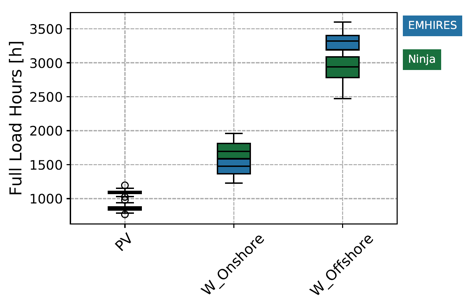 Full Load Hours [h]
3500
3000
2500
2000
1500
1000
PV
W_Onshore
W_Offshore
EMHIRES
Ninja